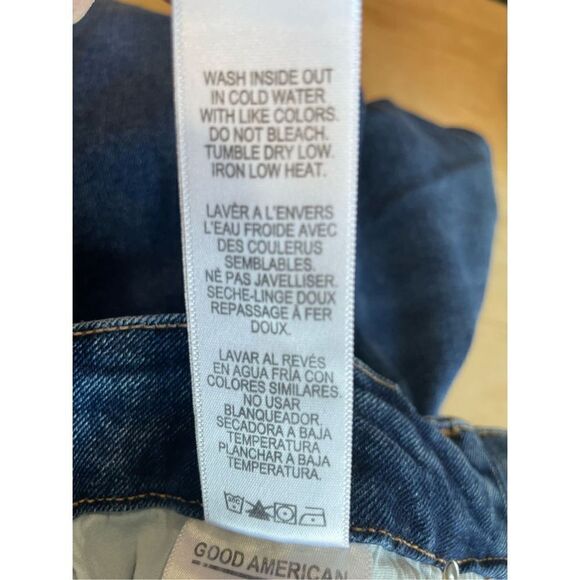 WASH INSIDE OUT
IN COLD WATER
WITH LIKE COLORS.
DO NOT BLEACH.
TUMBLE DRY LOW.
IRON LOW HEAT.
LAVÈR A L'ENVERS
L'EAU FROIDE AVEC
DES COULERUS
SEMBLABLES.
NÈ PAS JAVELLISER.
SECHE-LINGE DOUX
REPASSAGE À FER
DOUX.
LAVAR AL REVÉS
EN AGUA FRÍA CON
COLORES SIMILARES.
NO USAR
BLANQUEADOR.
SECADORA A BAJA
TEMPERATURA
PLANCHAR A BAJA
TEMPERATURA.
GOOD AMERICAN